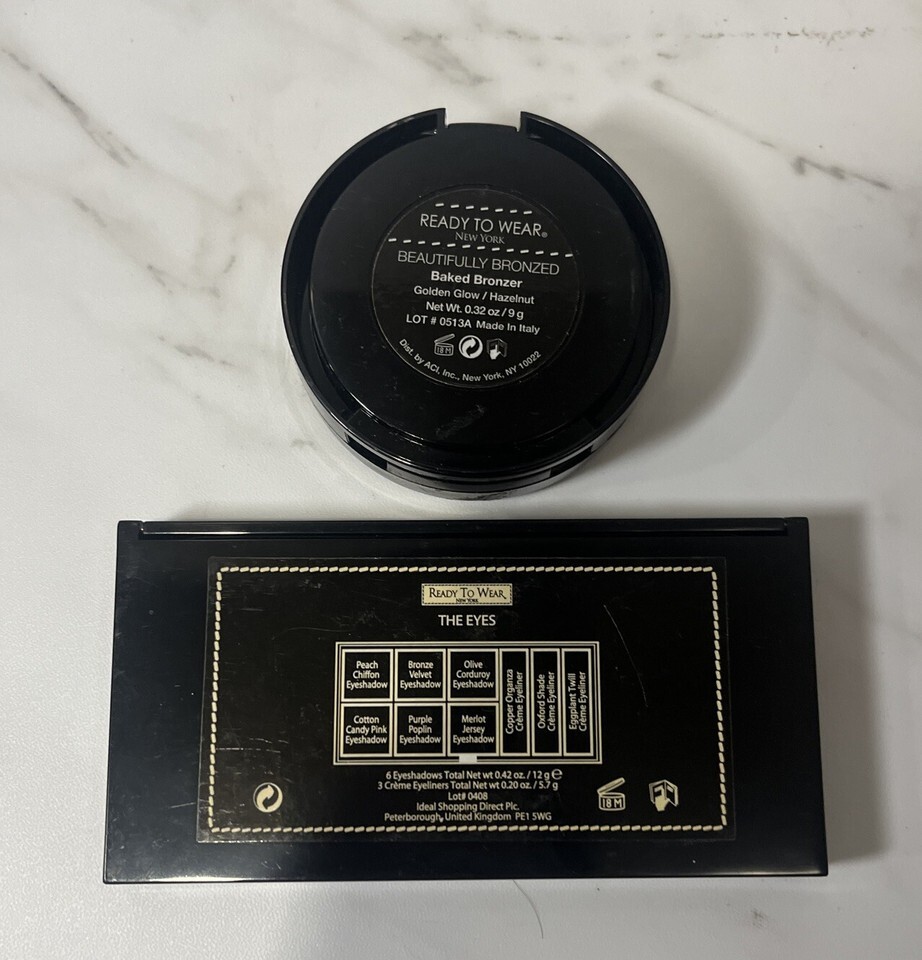 READY TO WEAR®
NEW YORK
BEAUTIFULLY BRONZED
Baked Bronzer
Golden Glow / Hazelnut
Net Wt. 0.32 oz / 9 g
LOT # 0513A Made In Italy
18 M
Dist. by ACI, Inc., New York, NY 10022
READY TO WEAR
NEW YORK
THE EYES
Peach
Chiffon
Eyeshadow
Bronze
Velvet
Eyeshadow
Olive
Corduroy
Eyeshadow
Cotton
Candy Pink
Eyeshadow
Purple
Poplin
Eyeshadow
Merlot
Jersey
Eyeshadow
Copper Organza
Crème Eyeliner
Oxford Shade
Crème Eyeliner
Eggplant Twill
Crème Eyeliner
6 Eyeshadows Total Net wt 0.42 oz. / 12 g ℮
3 Crème Eyeliners Total Net wt 0.20 oz. / 5.7 g
Lot# 0408
Ideal Shopping Direct Plc.
Peterborough, United Kingdom PE1 5WG
18 M